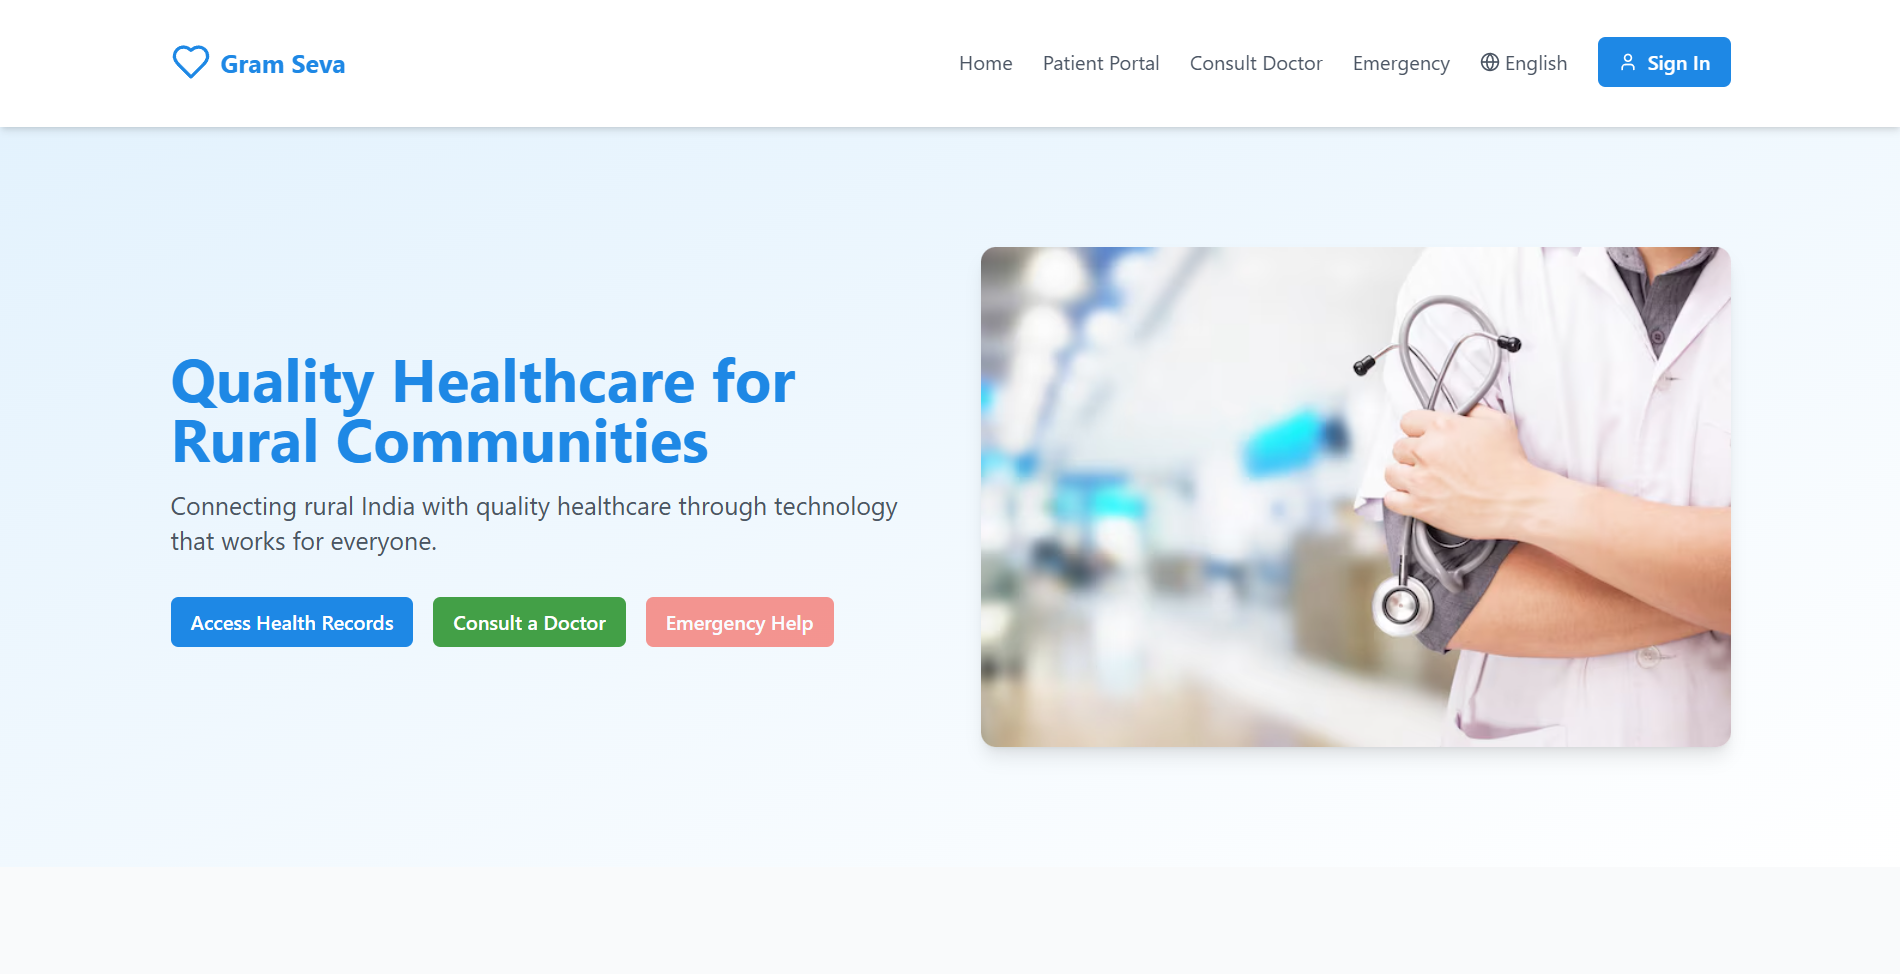 Gram Seva
Home
Patient Portal
Consult Doctor
Emergency
English
Sign In
Quality Healthcare for
Rural Communities
Connecting rural India with quality healthcare through technology
that works for everyone.
Access Health Records
Consult a Doctor
Emergency Help